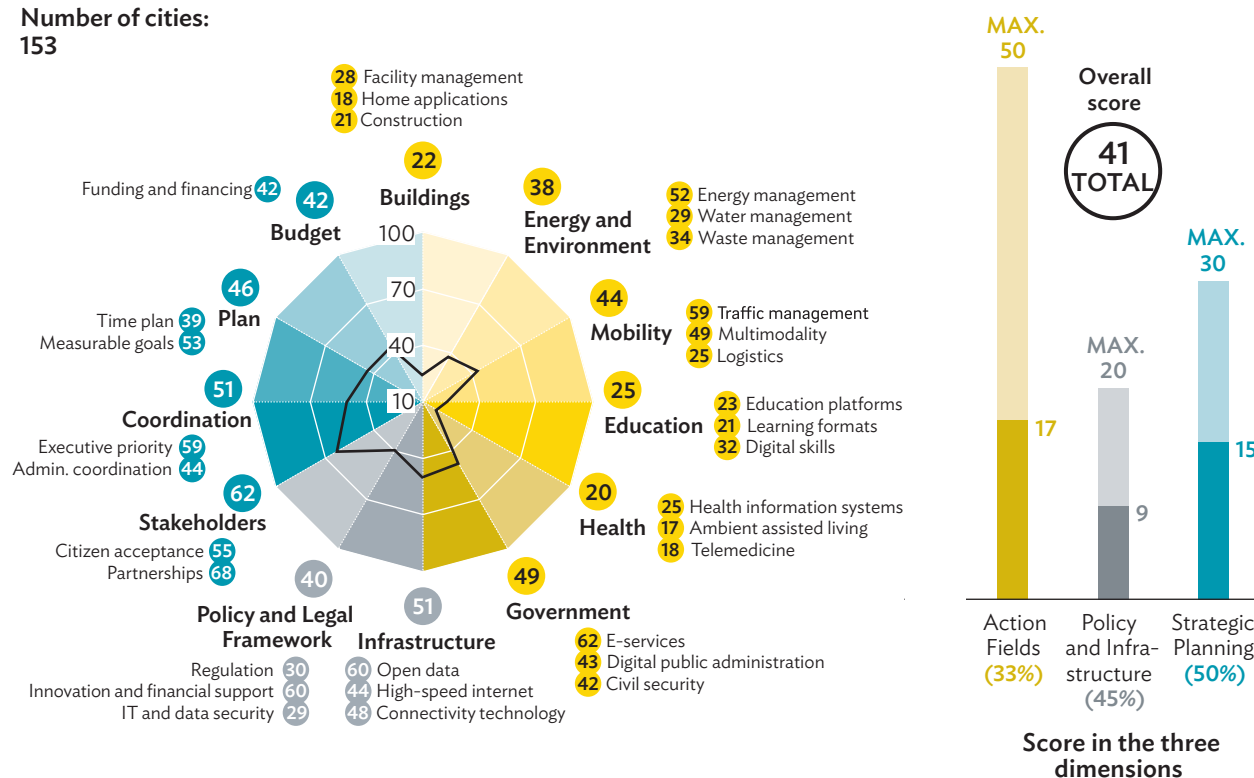 Number of cities:
153
28 Facility management
18 Home applications
21 Construction
22
Buildings
Funding and financing 42
42
Budget
38
Energy and
Environment
52 Energy management
29 Water management
34 Waste management
100
70
40
10
46
Plan
Time plan 39
Measurable goals 53
44
Mobility
59 Traffic management
49 Multimodality
25 Logistics
51
Coordination
Executive priority 59
Admin. coordination 44
25
Education
23 Education platforms
21 Learning formats
32 Digital skills
62
Stakeholders
Citizen acceptance 55
Partnerships 68
20
Health
25 Health information systems
17 Ambient assisted living
18 Telemedicine
40
Policy and Legal
Framework
Regulation 30
Innovation and financial support 60
IT and data security 29
51
Infrastructure
60 Open data
44 High-speed internet
48 Connectivity technology
49
Government
62 E-services
43 Digital public administration
42 Civil security
MAX.
50
17
Overall
score
41
TOTAL
MAX.
20
9
MAX.
30
15
Action
Fields
(33%)
Policy
and Infra-
structure
(45%)
Strategic
Planning
(50%)
Score in the three
dimensions